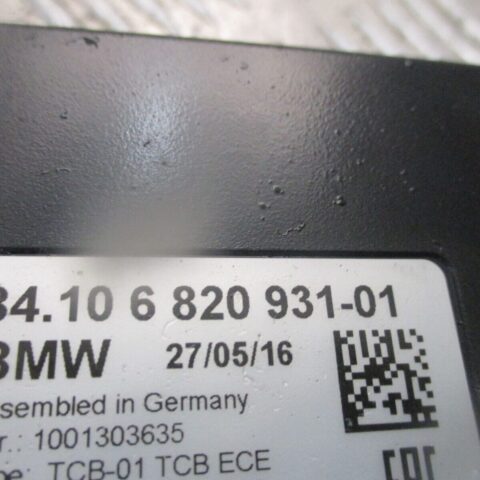 84.10 6 820 931-01
BMW 27/05/16
assembled in Germany
r.: 1001303635
pe: TCB-01 TCB ECE
EAC